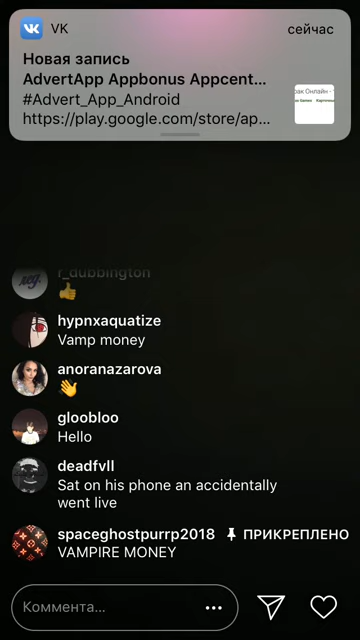 VK
сейчас
Новая запись
AdvertApp Appbonus Appcent...
#Advert_App_Android
https://play.google.com/store/ap...
r_dubbington
👍
hypnxaquatize
Vamp money
anoranazarova
👋
gloobloo
Hello
deadfvll
Sat on his phone an accidentally
went live
spaceghostpurrp2018 ПРИКРЕПЛЕНО
VAMPIRE MONEY
Коммента...